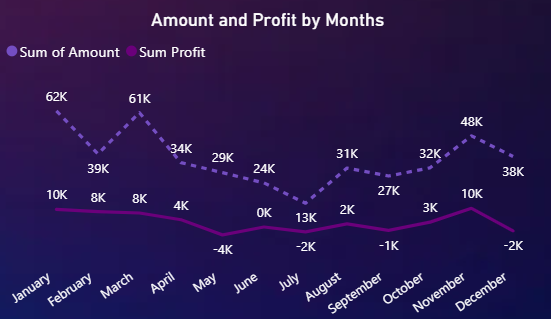 Amount and Profit by Months
Sum of Amount Sum Profit
62K
39K
61K
34K
29K
24K
13K
31K
27K
32K
48K
38K
10K
8K
8K
4K
-4K
0K
-2K
2K
-1K
3K
10K
-2K
January
February
March
April
May
June
July
August
September
October
November
December